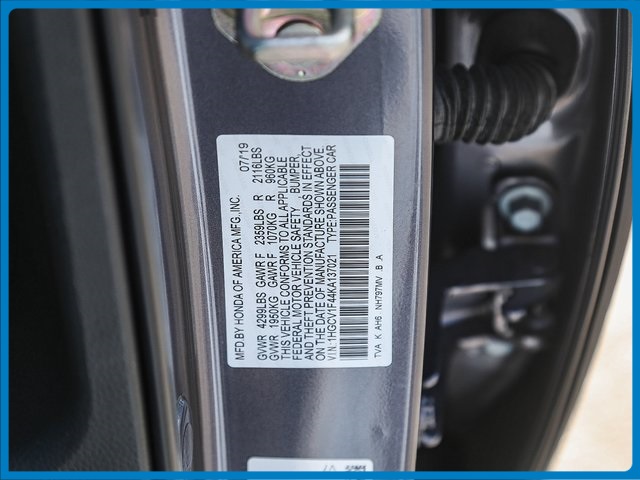 MFD.BY HONDA OF AMERICA MFG.,INC. 07/19
GVWR 4299LBS GAWR F 2359LBS R 2116LBS
GVWR 1950KG GAWR F 1070KG R 960KG
THIS VEHICLE CONFORMS TO ALL APPLICABLE
FEDERAL MOTOR VEHICLE SAFETY BUMPER,
AND THEFT PREVENTION STANDARDS IN EFFECT
ON THE DATE OF MANUFACTURE SHOWN ABOVE.
V I N: 1HGCV1F44KA137021 TYPE:PASSENGER CAR
TVA K AH6 NH797MV B A